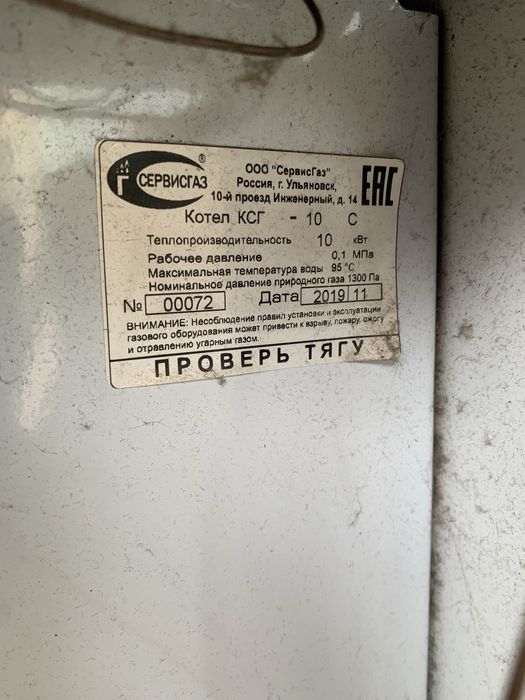 СЕРВИСГАЗ ®
ООО "СервисГаз"
Россия, г. Ульяновск,
10-й проезд Инженерный, д. 14
ЕАС
Котел КСГ - 10 С
Теплопроизводительность 10 кВт
Рабочее давление 0,1 МПа
Максимальная температура воды 95 °С
Номинальное давление природного газа 1300 Па
№ 00072 Дата 2019 11
ВНИМАНИЕ: Несоблюдение правил установки и эксплуатации
газового оборудования может привести к взрыву, пожару, ожогу
и отравлению угарным газом.
ПРОВЕРЬ ТЯГУ